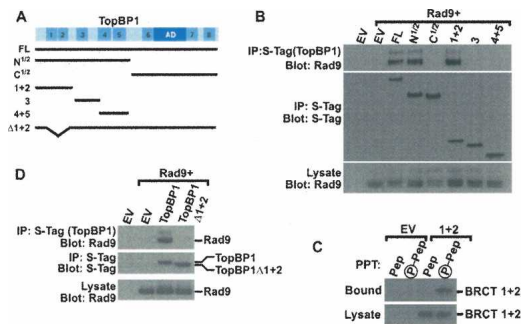 A
TopBP1
1 2 3 4 5 6 AD 7 8
FL
N1/2
C1/2
1+2
3
4+5
Δ1+2
B
Rad9+
EV EV FL N1/2 C1/2 1+2 3 4+5
IP:S-Tag(TopBP1)
Blot: Rad9
IP: S-Tag
Blot: S-Tag
Lysate
Blot: Rad9
D
Rad9+
EV EV TopBP1 TopBP1 Δ1+2
IP: S-Tag (TopBP1)
Blot: Rad9
Rad9
IP: S-Tag
Blot: S-Tag
TopBP1
TopBP1Δ1+2
Lysate
Blot: Rad9
Rad9
C
EV 1+2
PPT: Pep P-Pep Pep P-Pep
Bound BRCT 1+2
Lysate BRCT 1+2